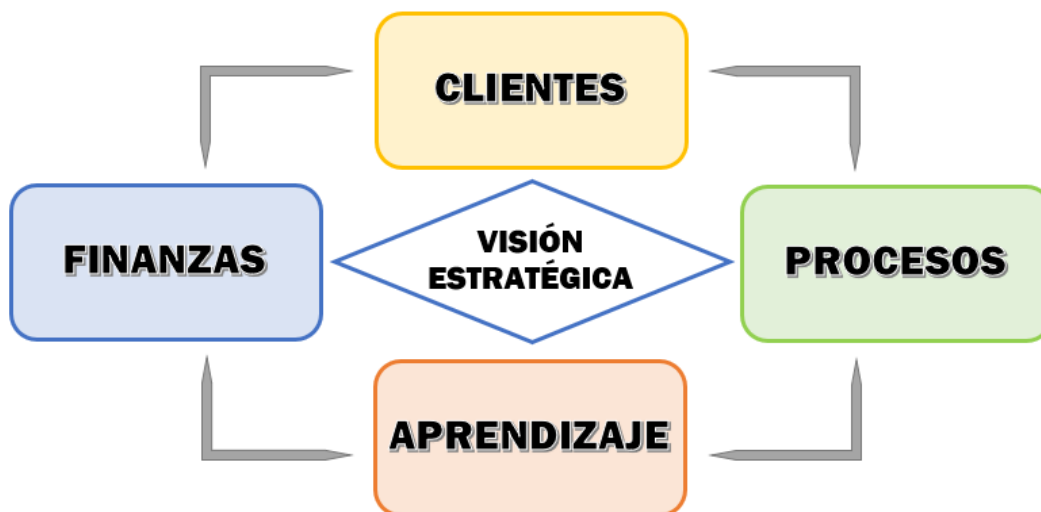 CLIENTES
FINANZAS
VISIÓN
ESTRATÉGICA
PROCESOS
APRENDIZAJE